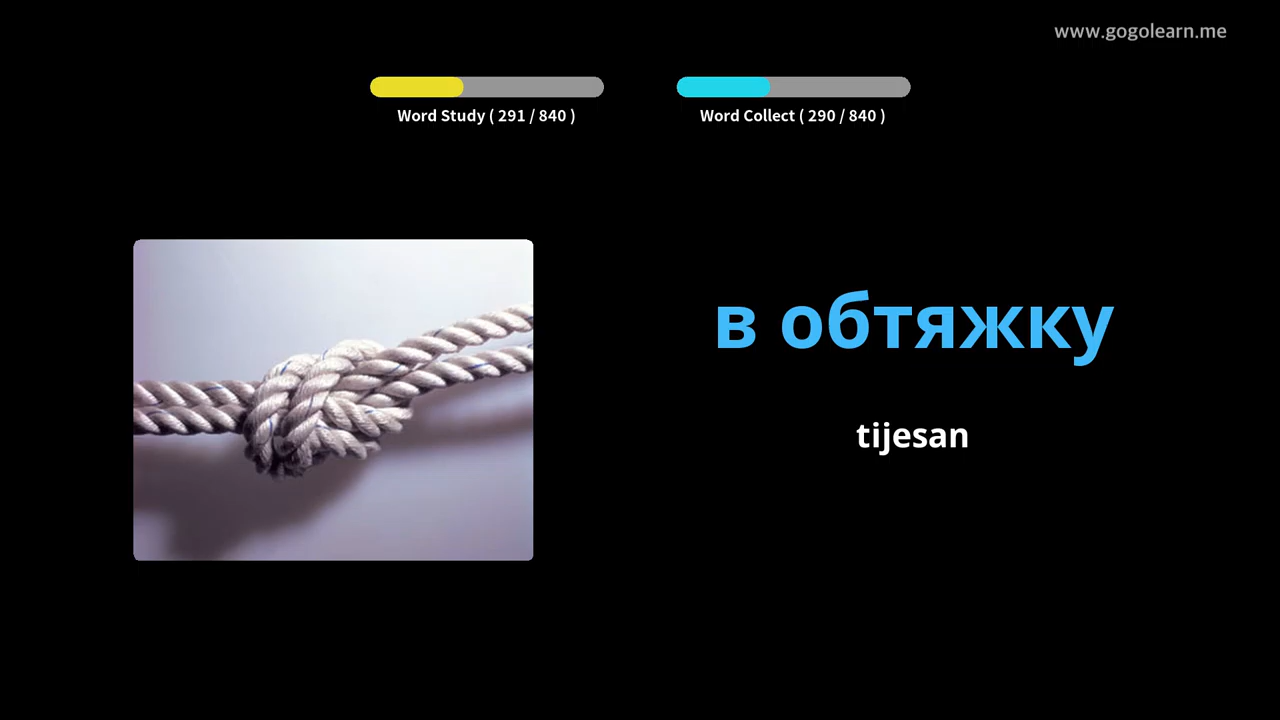 www.gogolearn.me
Word Study ( 291 / 840 )
Word Collect ( 290 / 840 )
в обтяжку
tijesan